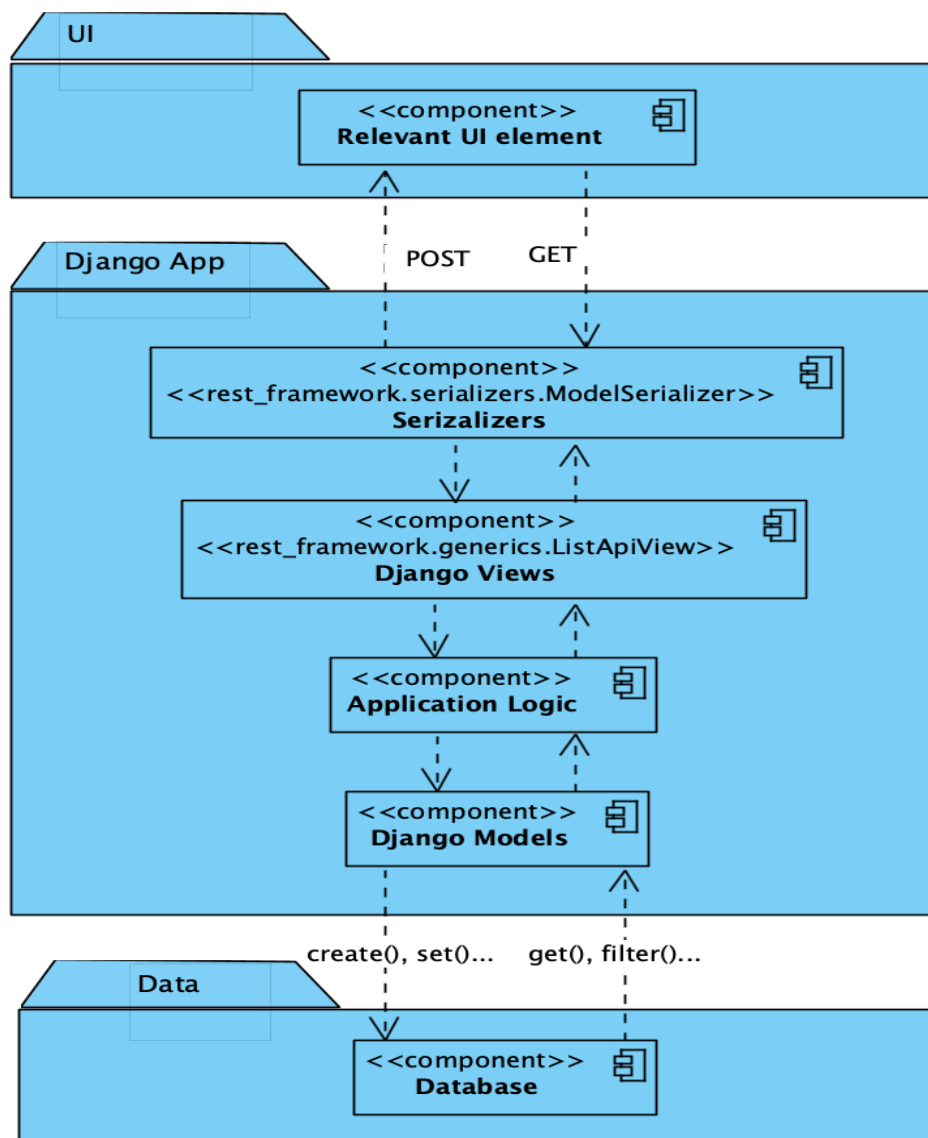 UI
<<component>>
Relevant UI element
POST
GET
Django App
<<component>>
<<rest_framework.serializers.ModelSerializer>>
Serizalizers
<<component>>
<<rest_framework.generics.ListApiView>>
Django Views
<<component>>
Application Logic
<<component>>
Django Models
create(), set()...
get(), filter()...
Data
<<component>>
Database